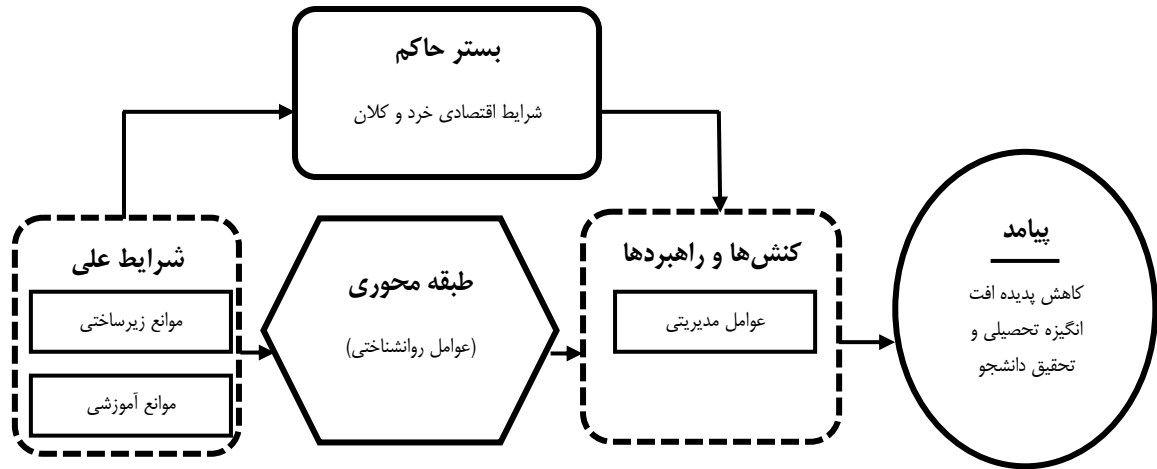 بستر حاکم
شرایط اقتصادی خرد و کلان
شرایط علی
موانع زیرساختی
موانع آموزشی
طبقه محوری
(عوامل روانشناختی)
کنش‌ها و راهبردها
عوامل مدیریتی
پیامد
کاهش پدیده افت
انگیزه تحصیلی و
تحقیق دانشجو